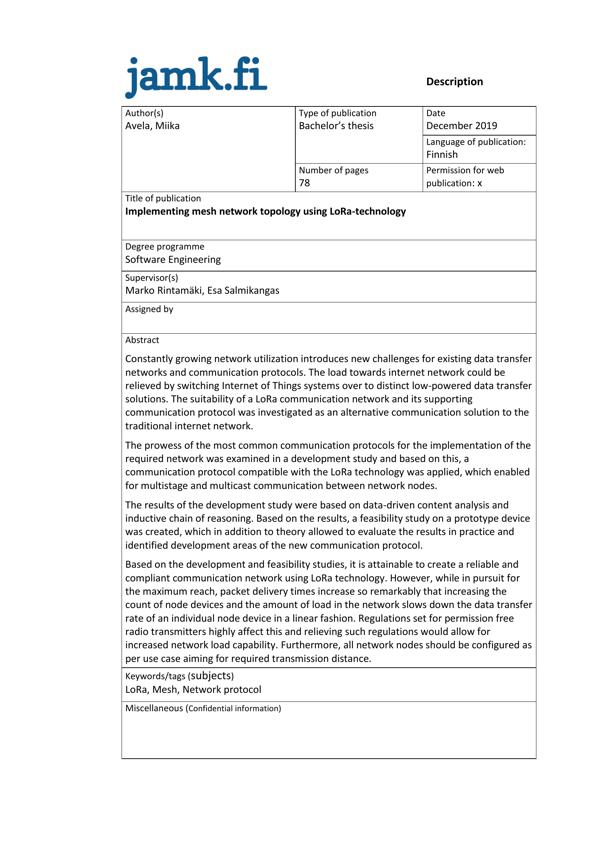 jamk.fi
Description
Author(s)
Avela, Miika
Type of publication
Bachelor’s thesis
Date
December 2019
Language of publication:
Finnish
Number of pages
78
Permission for web
publication: x
Title of publication
Implementing mesh network topology using LoRa-technology
Degree programme
Software Engineering
Supervisor(s)
Marko Rintamäki, Esa Salmikangas
Assigned by
Abstract
Constantly growing network utilization introduces new challenges for existing data transfer
networks and communication protocols. The load towards internet network could be
relieved by switching Internet of Things systems over to distinct low-powered data transfer
solutions. The suitability of a LoRa communication network and its supporting
communication protocol was investigated as an alternative communication solution to the
traditional internet network.
The prowess of the most common communication protocols for the implementation of the
required network was examined in a development study and based on this, a
communication protocol compatible with the LoRa technology was applied, which enabled
for multistage and multicast communication between network nodes.
The results of the development study were based on data-driven content analysis and
inductive chain of reasoning. Based on the results, a feasibility study on a prototype device
was created, which in addition to theory allowed to evaluate the results in practice and
identified development areas of the new communication protocol.
Based on the development and feasibility studies, it is attainable to create a reliable and
compliant communication network using LoRa technology. However, while in pursuit for
the maximum reach, packet delivery times increase so remarkably that increasing the
count of node devices and the amount of load in the network slows down the data transfer
rate of an individual node device in a linear fashion. Regulations set for permission free
radio transmitters highly affect this and relieving such regulations would allow for
increased network load capability. Furthermore, all network nodes should be configured as
per use case aiming for required transmission distance.
Keywords/tags (subjects)
LoRa, Mesh, Network protocol
Miscellaneous (Confidential information)